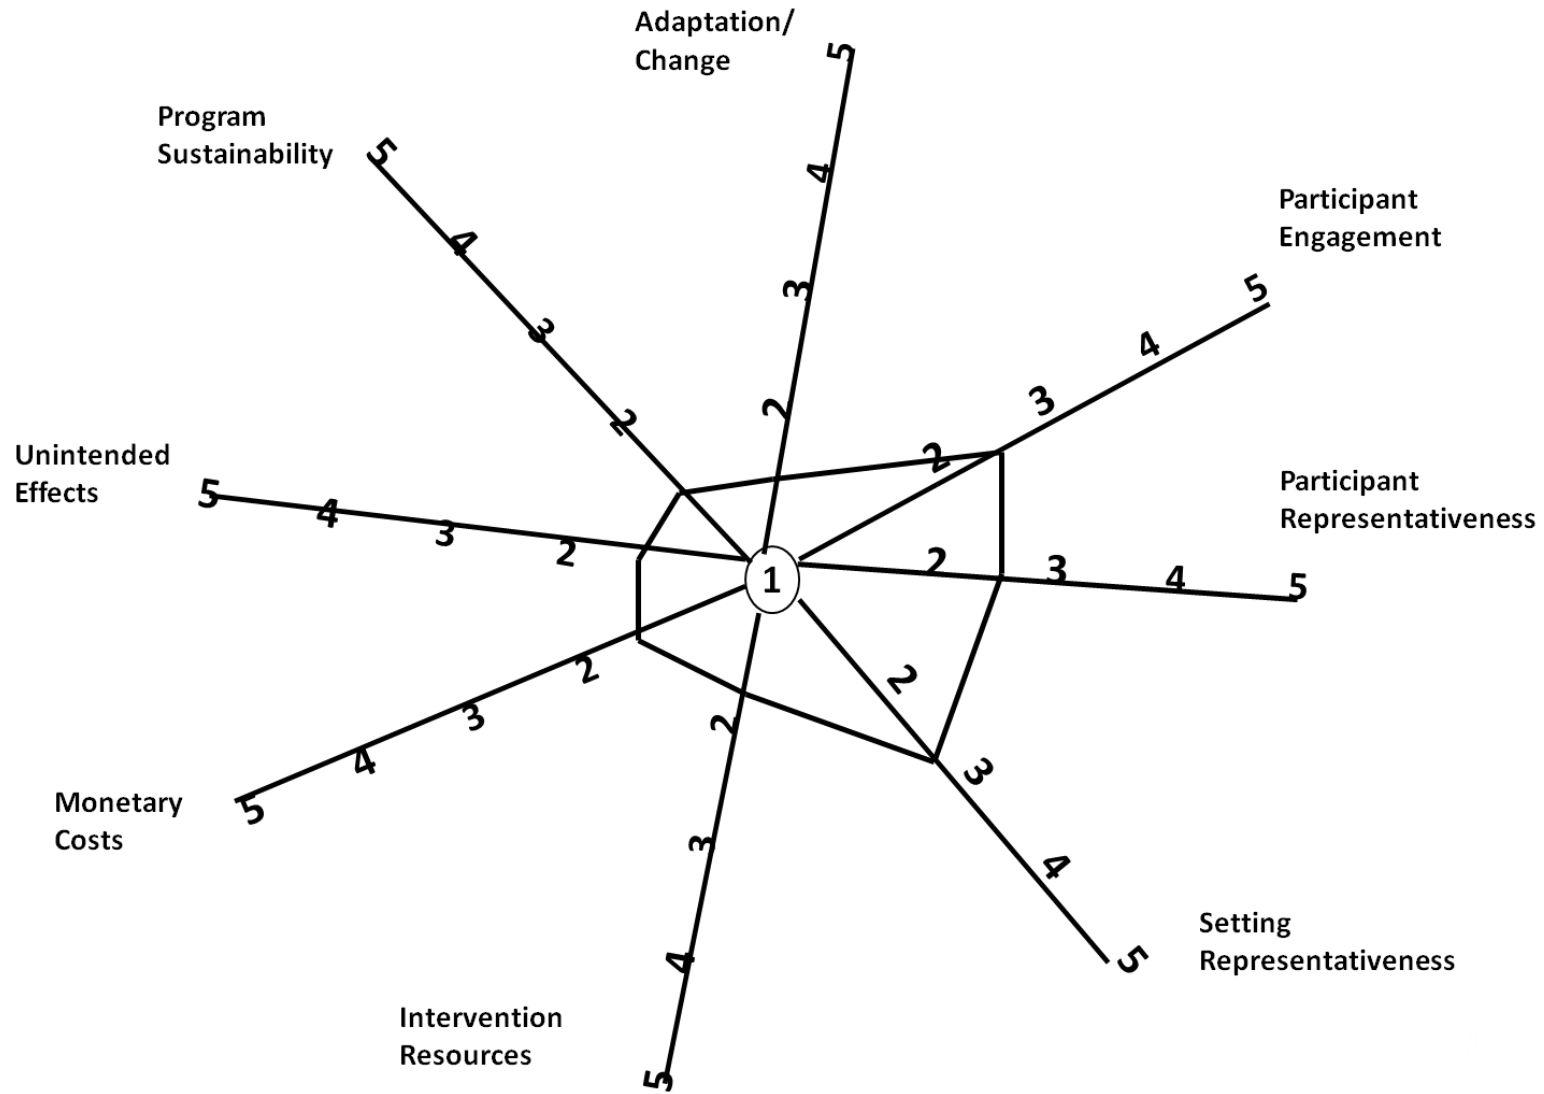 Adaptation/
Change
5
4
3
2
Program
Sustainability
5
4
3
2
Participant
Engagement
5
4
3
2
Unintended
Effects
5
4
3
2
Participant
Representativeness
2
3
4
5
1
Monetary
Costs
5
4
3
2
Setting
Representativeness
2
3
4
5
Intervention
Resources
2
3
4
5